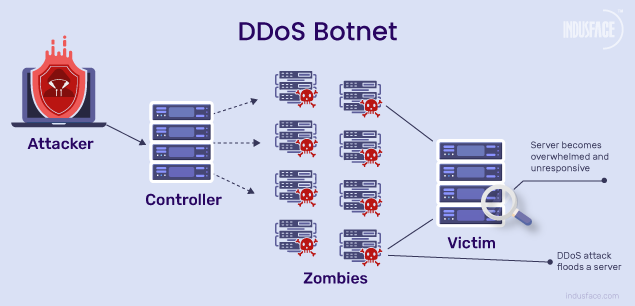 DDoS Botnet
INDUSFACE
Attacker
Controller
Zombies
Victim
Server becomes
overwhelmed and
unresponsive
DDoS attack
floods a server
indusface.com